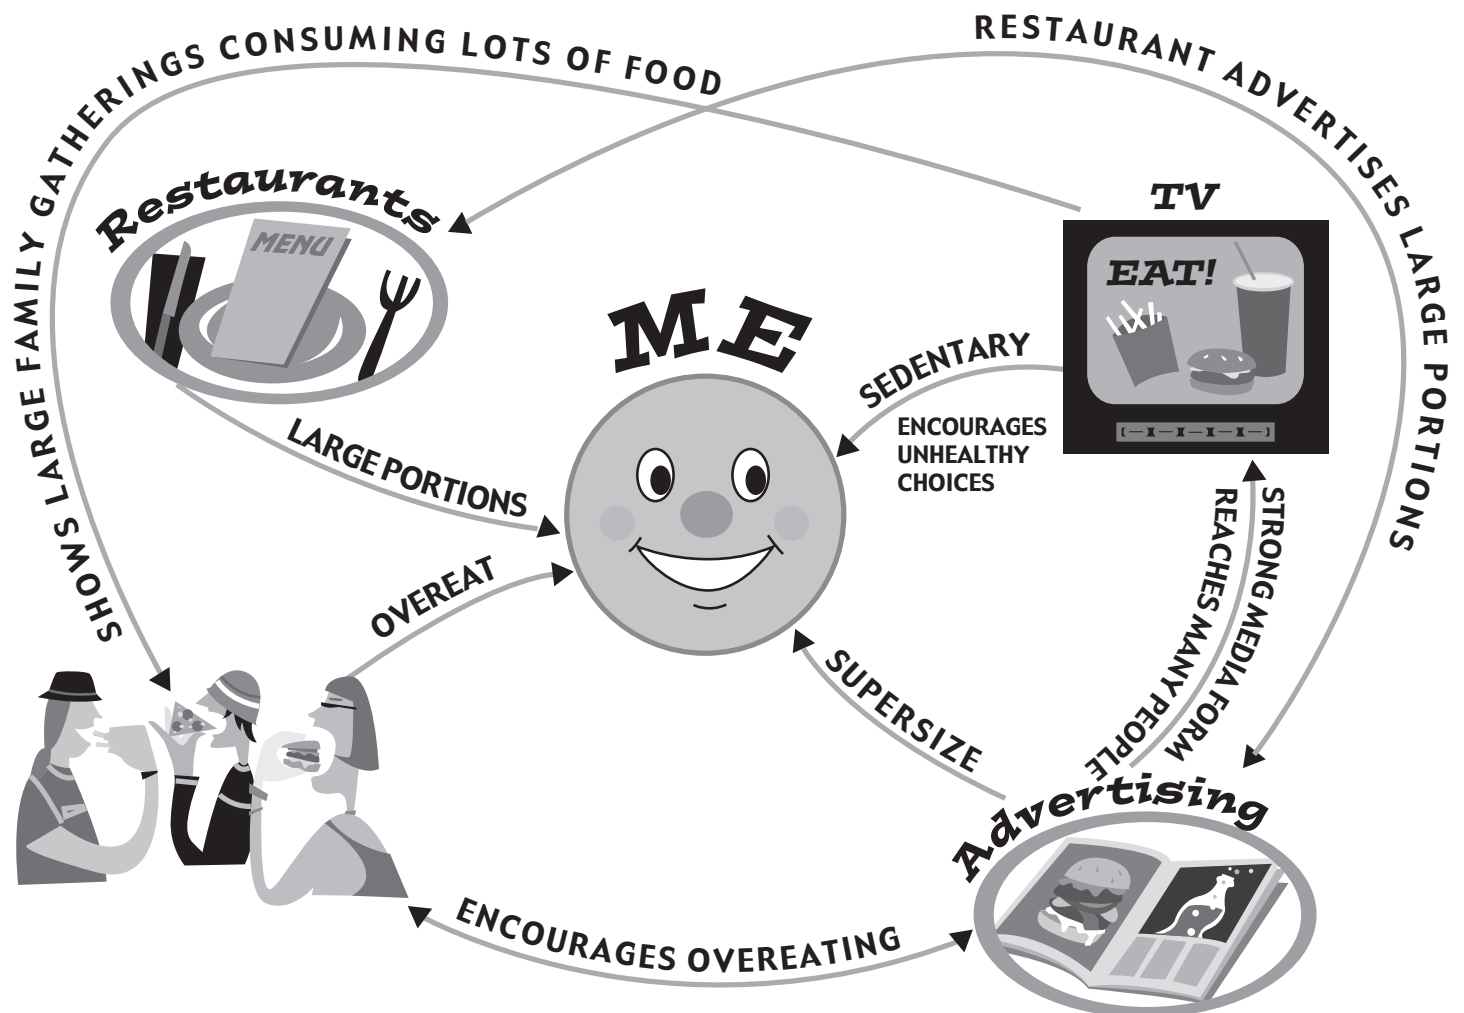 SHOWS LARGE FAMILY GATHERINGS CONSUMING LOTS OF FOOD
RESTAURANT ADVERTISES LARGE PORTIONS
Restaurants
MENU
TV
EAT!
ME
SEDENTARY
ENCOURAGES
UNHEALTHY
CHOICES
LARGE PORTIONS
OVEREAT
SUPERSIZE
STRONG MEDIA FORM
REACHES MANY PEOPLE
Advertising
ENCOURAGES OVEREATING